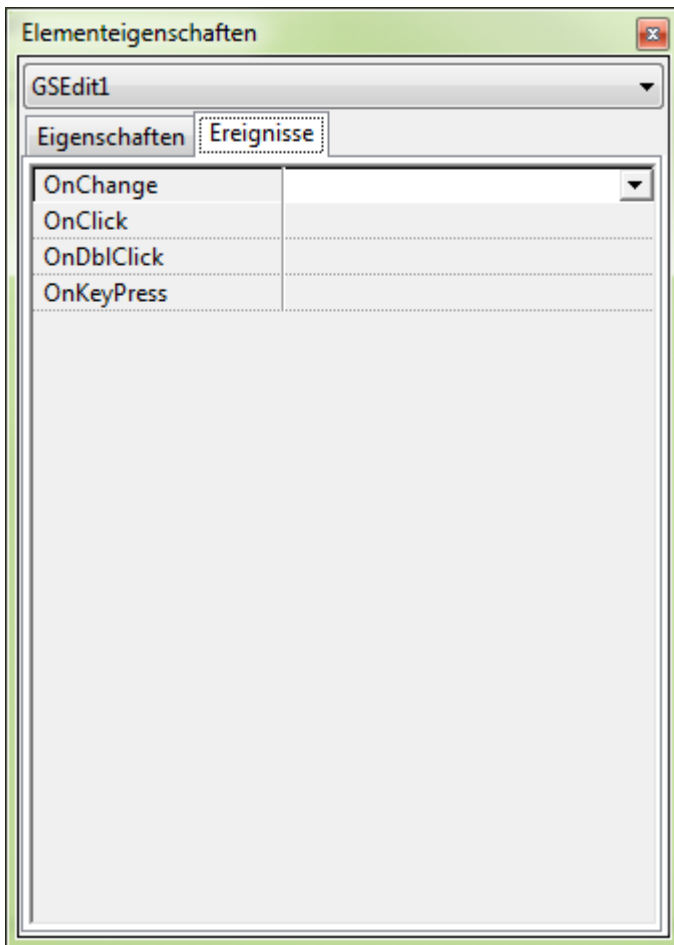 Elementeigenschaften
GSEdit1
Eigenschaften Ereignisse
OnChange
OnClick
OnDblClick
OnKeyPress